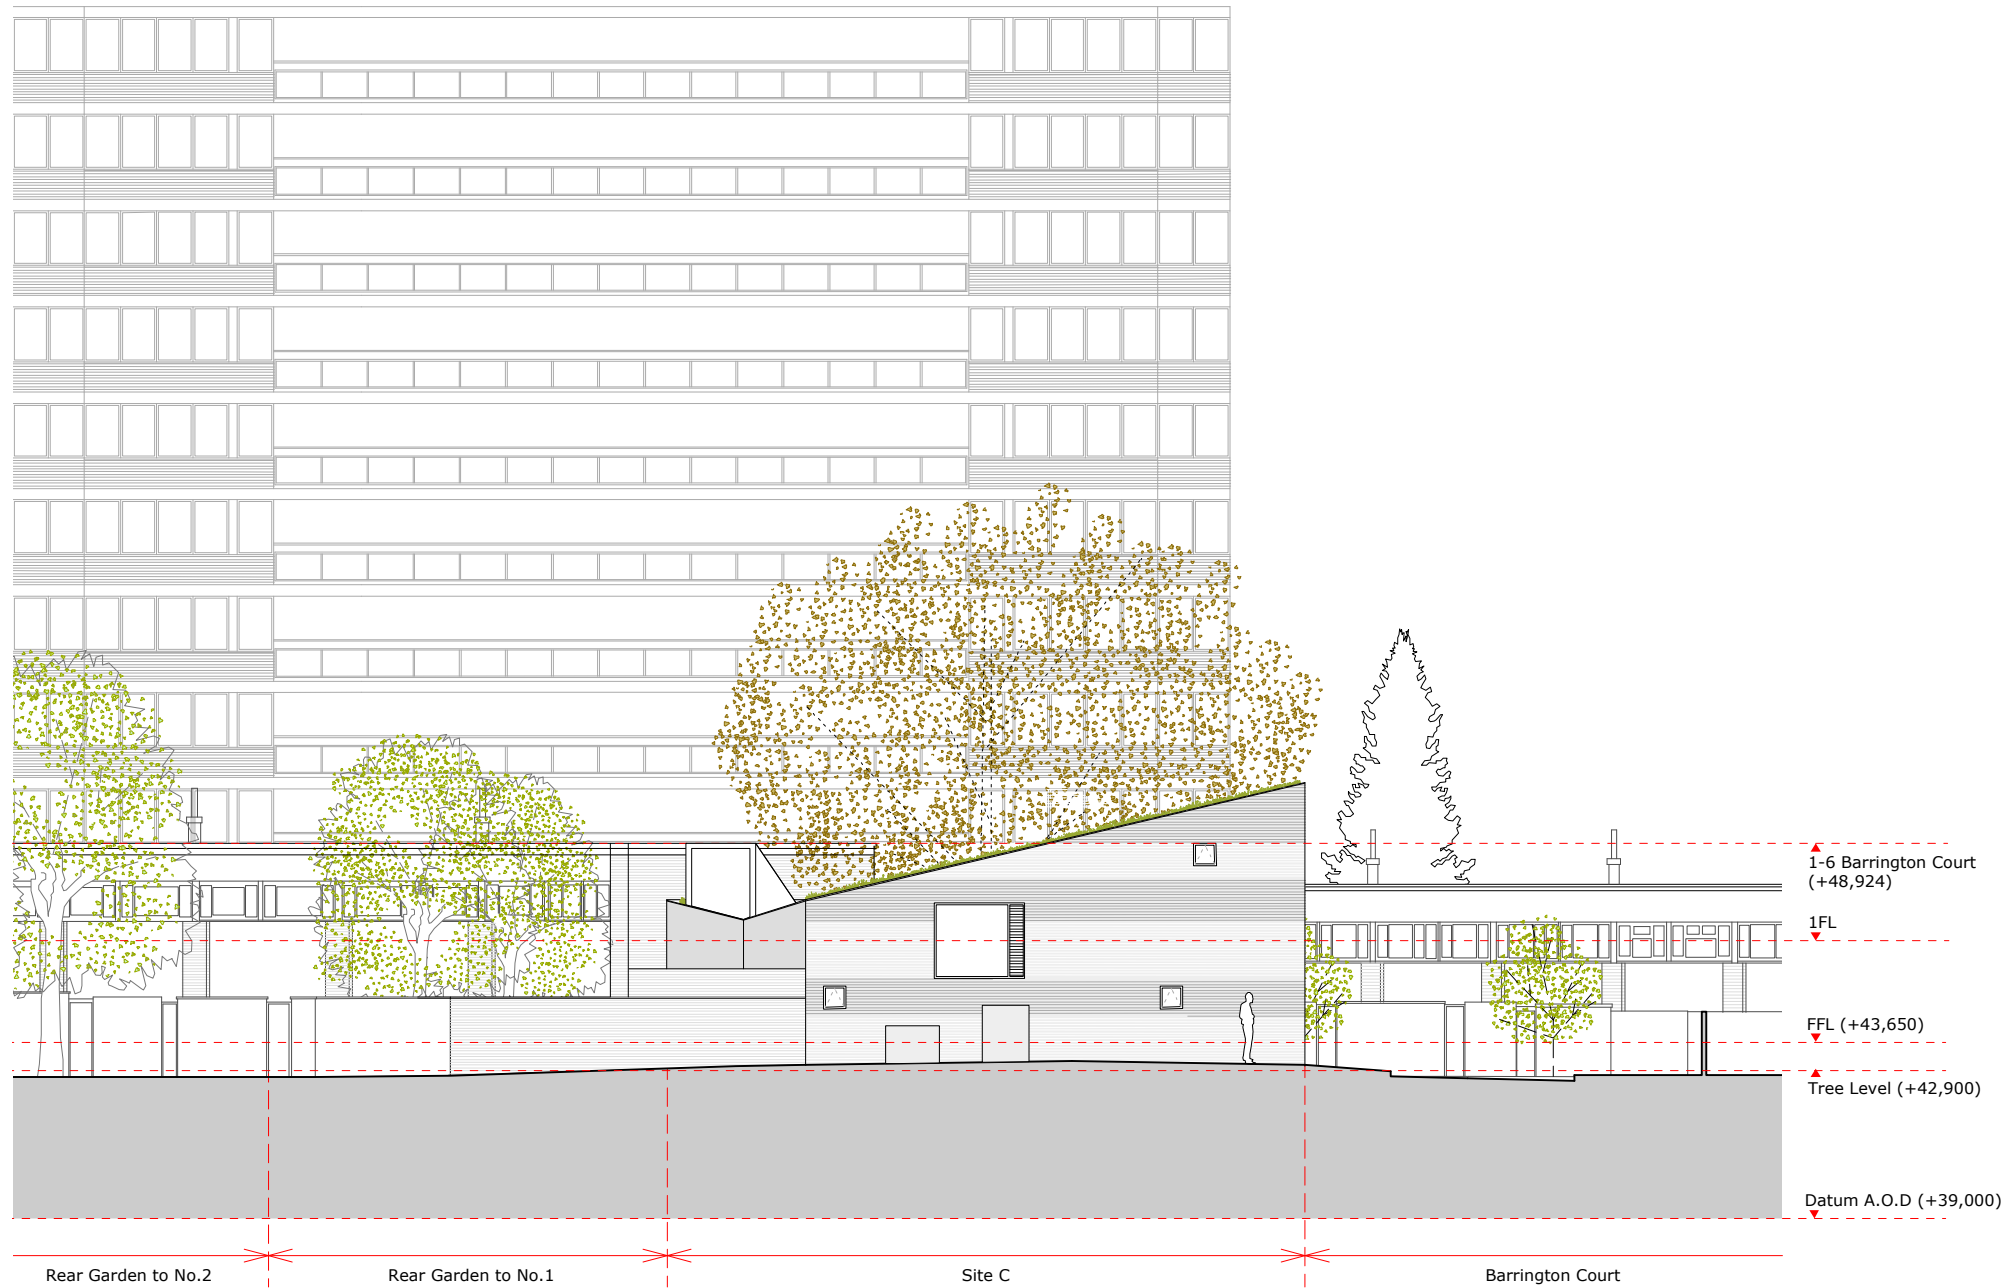 1-6 Barrington Court
(+48,924)
1FL
FFL (+43,650)
Tree Level (+42,900)
Datum A.O.D (+39,000)
Rear Garden to No.2
Rear Garden to No.1
Site C
Barrington Court